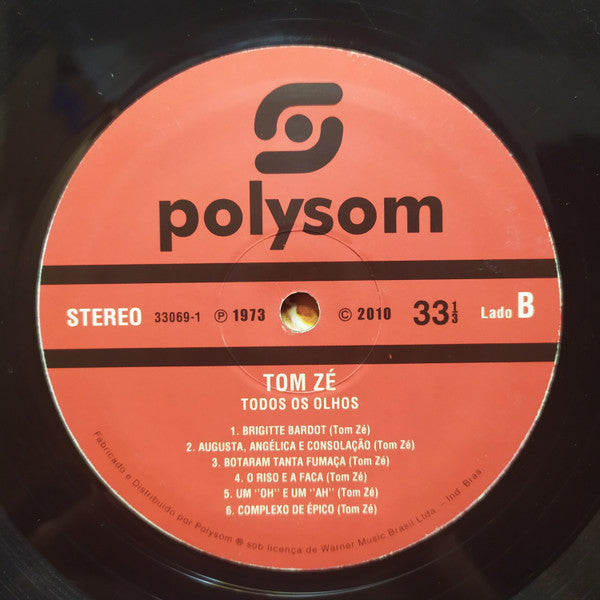 polysom
STEREO 33069-1 ℗ 1973 © 2010 33 1/3 Lado B
TOM ZÉ
TODOS OS OLHOS
1. BRIGITTE BARDOT (Tom Zé)
2. AUGUSTA, ANGÉLICA E CONSOLAÇÃO (Tom Zé)
3. BOTARAM TANTA FUMAÇA (Tom Zé)
4. O RISO E A FACA (Tom Zé)
5. UM "OH" E UM "AH" (Tom Zé)
6. COMPLEXO DE ÉPICO (Tom Zé)
Fabricado e Distribuído por Polysom ® sob licença de Warner Music Brasil Ltda - Ind. Bras.